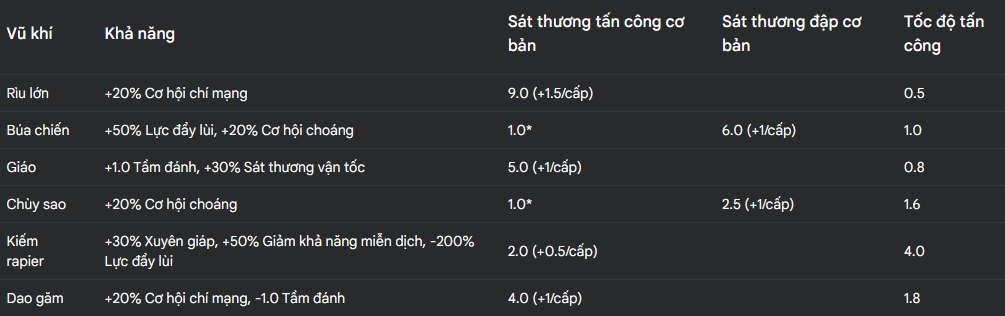 Vũ khí Khả năng Sát thương tấn công cơ bản Sát thương đập cơ bản Tốc độ tấn công
Rìu lớn +20% Cơ hội chí mạng 9.0 (+1.5/cấp) 0.5
Búa chiến +50% Lực đẩy lùi, +20% Cơ hội choáng 1.0* 6.0 (+1/cấp) 1.0
Giáo +1.0 Tầm đánh, +30% Sát thương vận tốc 5.0 (+1/cấp) 0.8
Chùy sao +20% Cơ hội choáng 1.0* 2.5 (+1/cấp) 1.6
Kiếm rapier +30% Xuyên giáp, +50% Giảm khả năng miễn dịch, -200% Lực đẩy lùi 2.0 (+0.5/cấp) 4.0
Dao găm +20% Cơ hội chí mạng, -1.0 Tầm đánh 4.0 (+1/cấp) 1.8